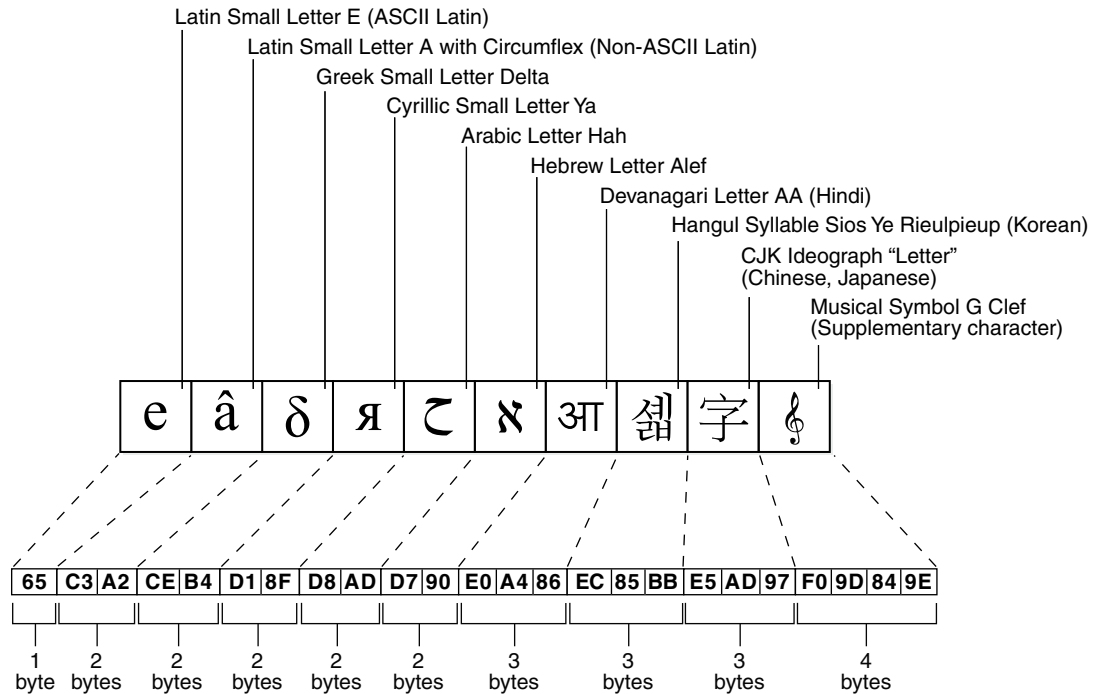 Latin Small Letter E (ASCII Latin)
Latin Small Letter A with Circumflex (Non-ASCII Latin)
Greek Small Letter Delta
Cyrillic Small Letter Ya
Arabic Letter Hah
Hebrew Letter Alef
Devanagari Letter AA (Hindi)
Hangul Syllable Sios Ye Rieulpieup (Korean)
CJK Ideograph “Letter”
(Chinese, Japanese)
Musical Symbol G Clef
(Supplementary character)
e â δ я ح א आ셻 字 𝄞
65 C3 A2 CE B4 D1 8F D8 AD D7 90 E0 A4 86 EC 85 BB E5 AD 97 F0 9D 84 9E
1 2 2 2 2 2 3 3 3 4
byte bytes bytes bytes bytes bytes bytes bytes bytes bytes